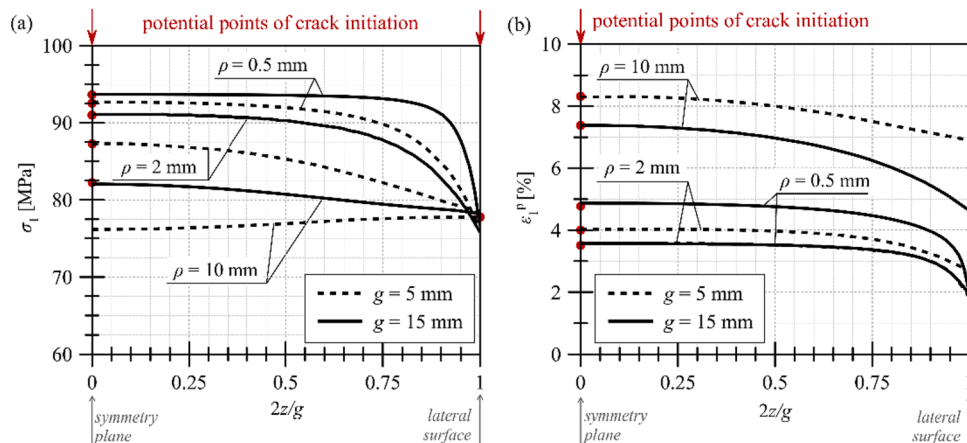 (a)
potential points of crack initiation
100
90
80
70
60
σ₁ [MPa]
ρ = 0.5 mm
ρ = 2 mm
ρ = 10 mm
g = 5 mm
g = 15 mm
0
0.25
0.5
0.75
1
2z/g
symmetry
plane
lateral
surface
(b)
potential points of crack initiation
10
8
6
4
2
0
ε₁ᵖ [%]
ρ = 10 mm
ρ = 2 mm
ρ = 0.5 mm
g = 5 mm
g = 15 mm
0
0.25
0.5
0.75
1
2z/g
symmetry
plane
lateral
surface